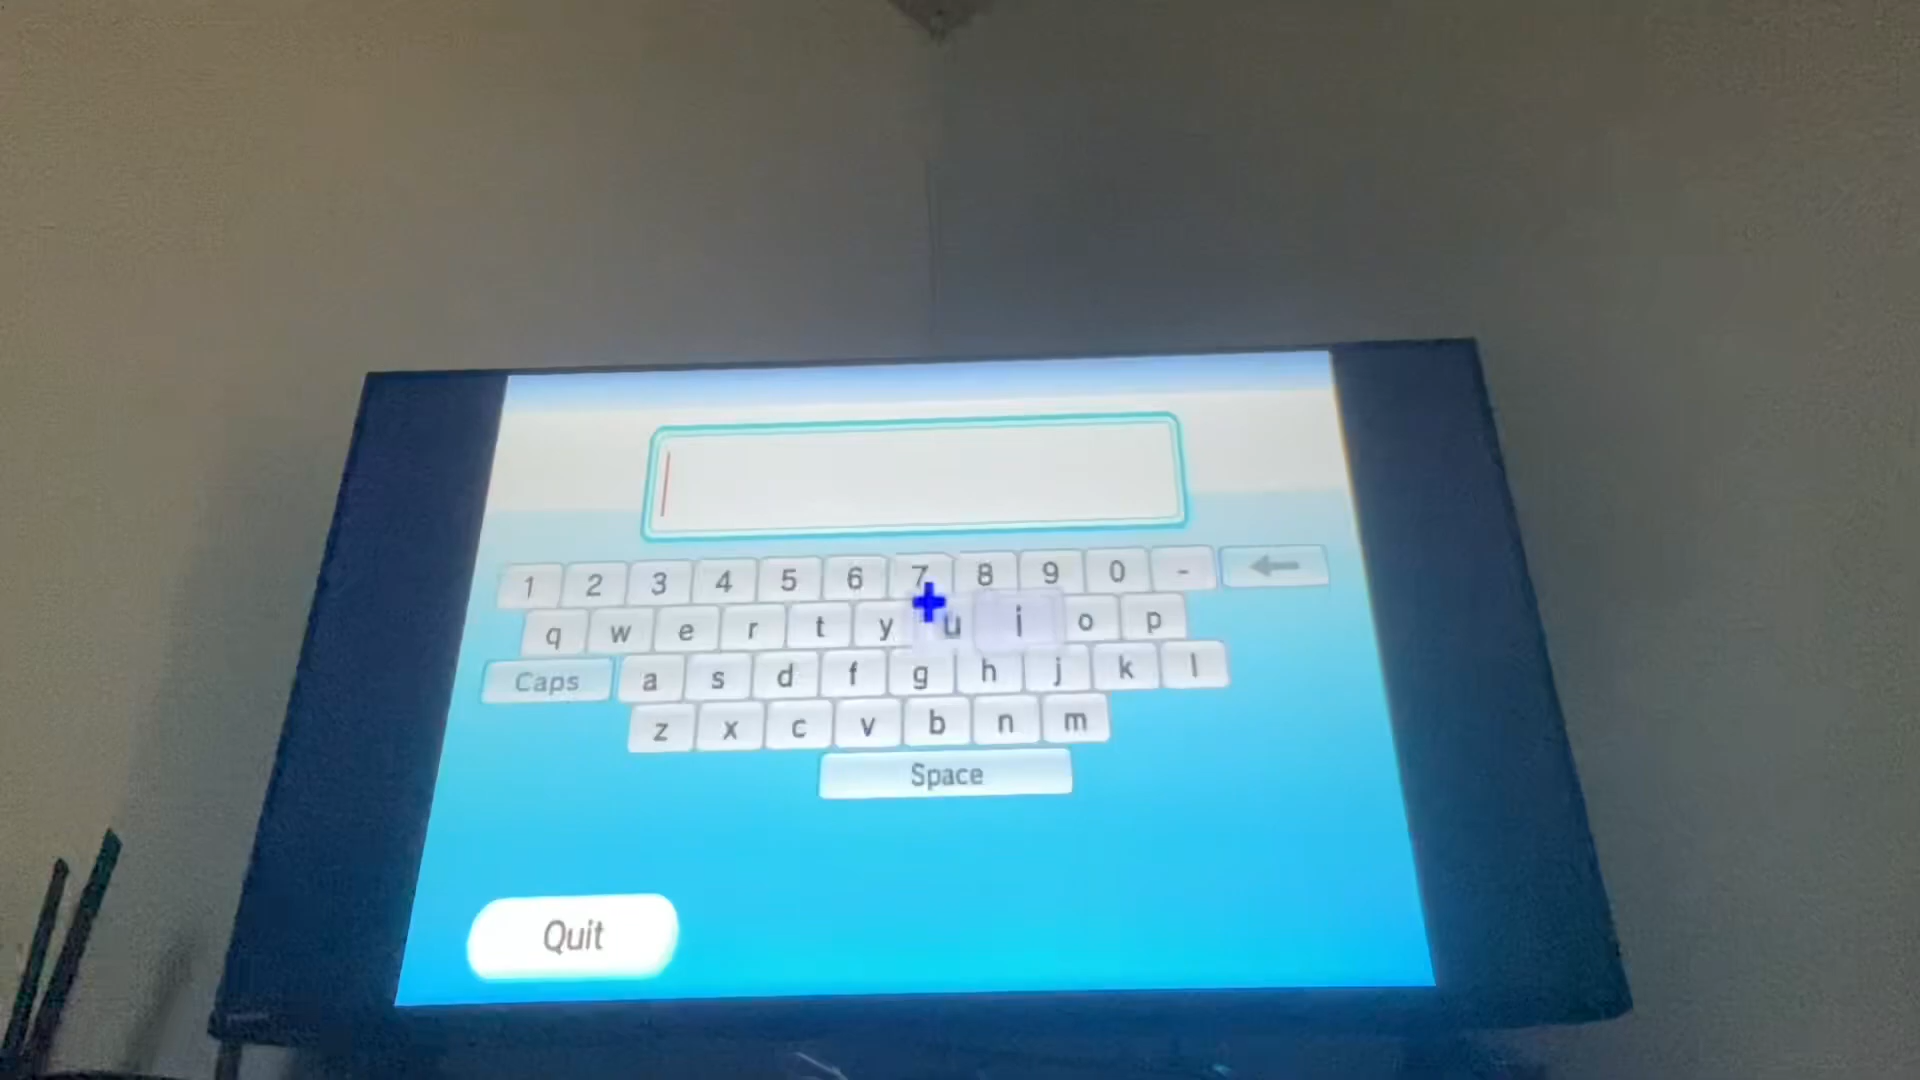 1 2 3 4 5 6 7 8 9 0 - ←
q w e r t y u i o p
Caps a s d f g h j k l
z x c v b n m
Space
Quit